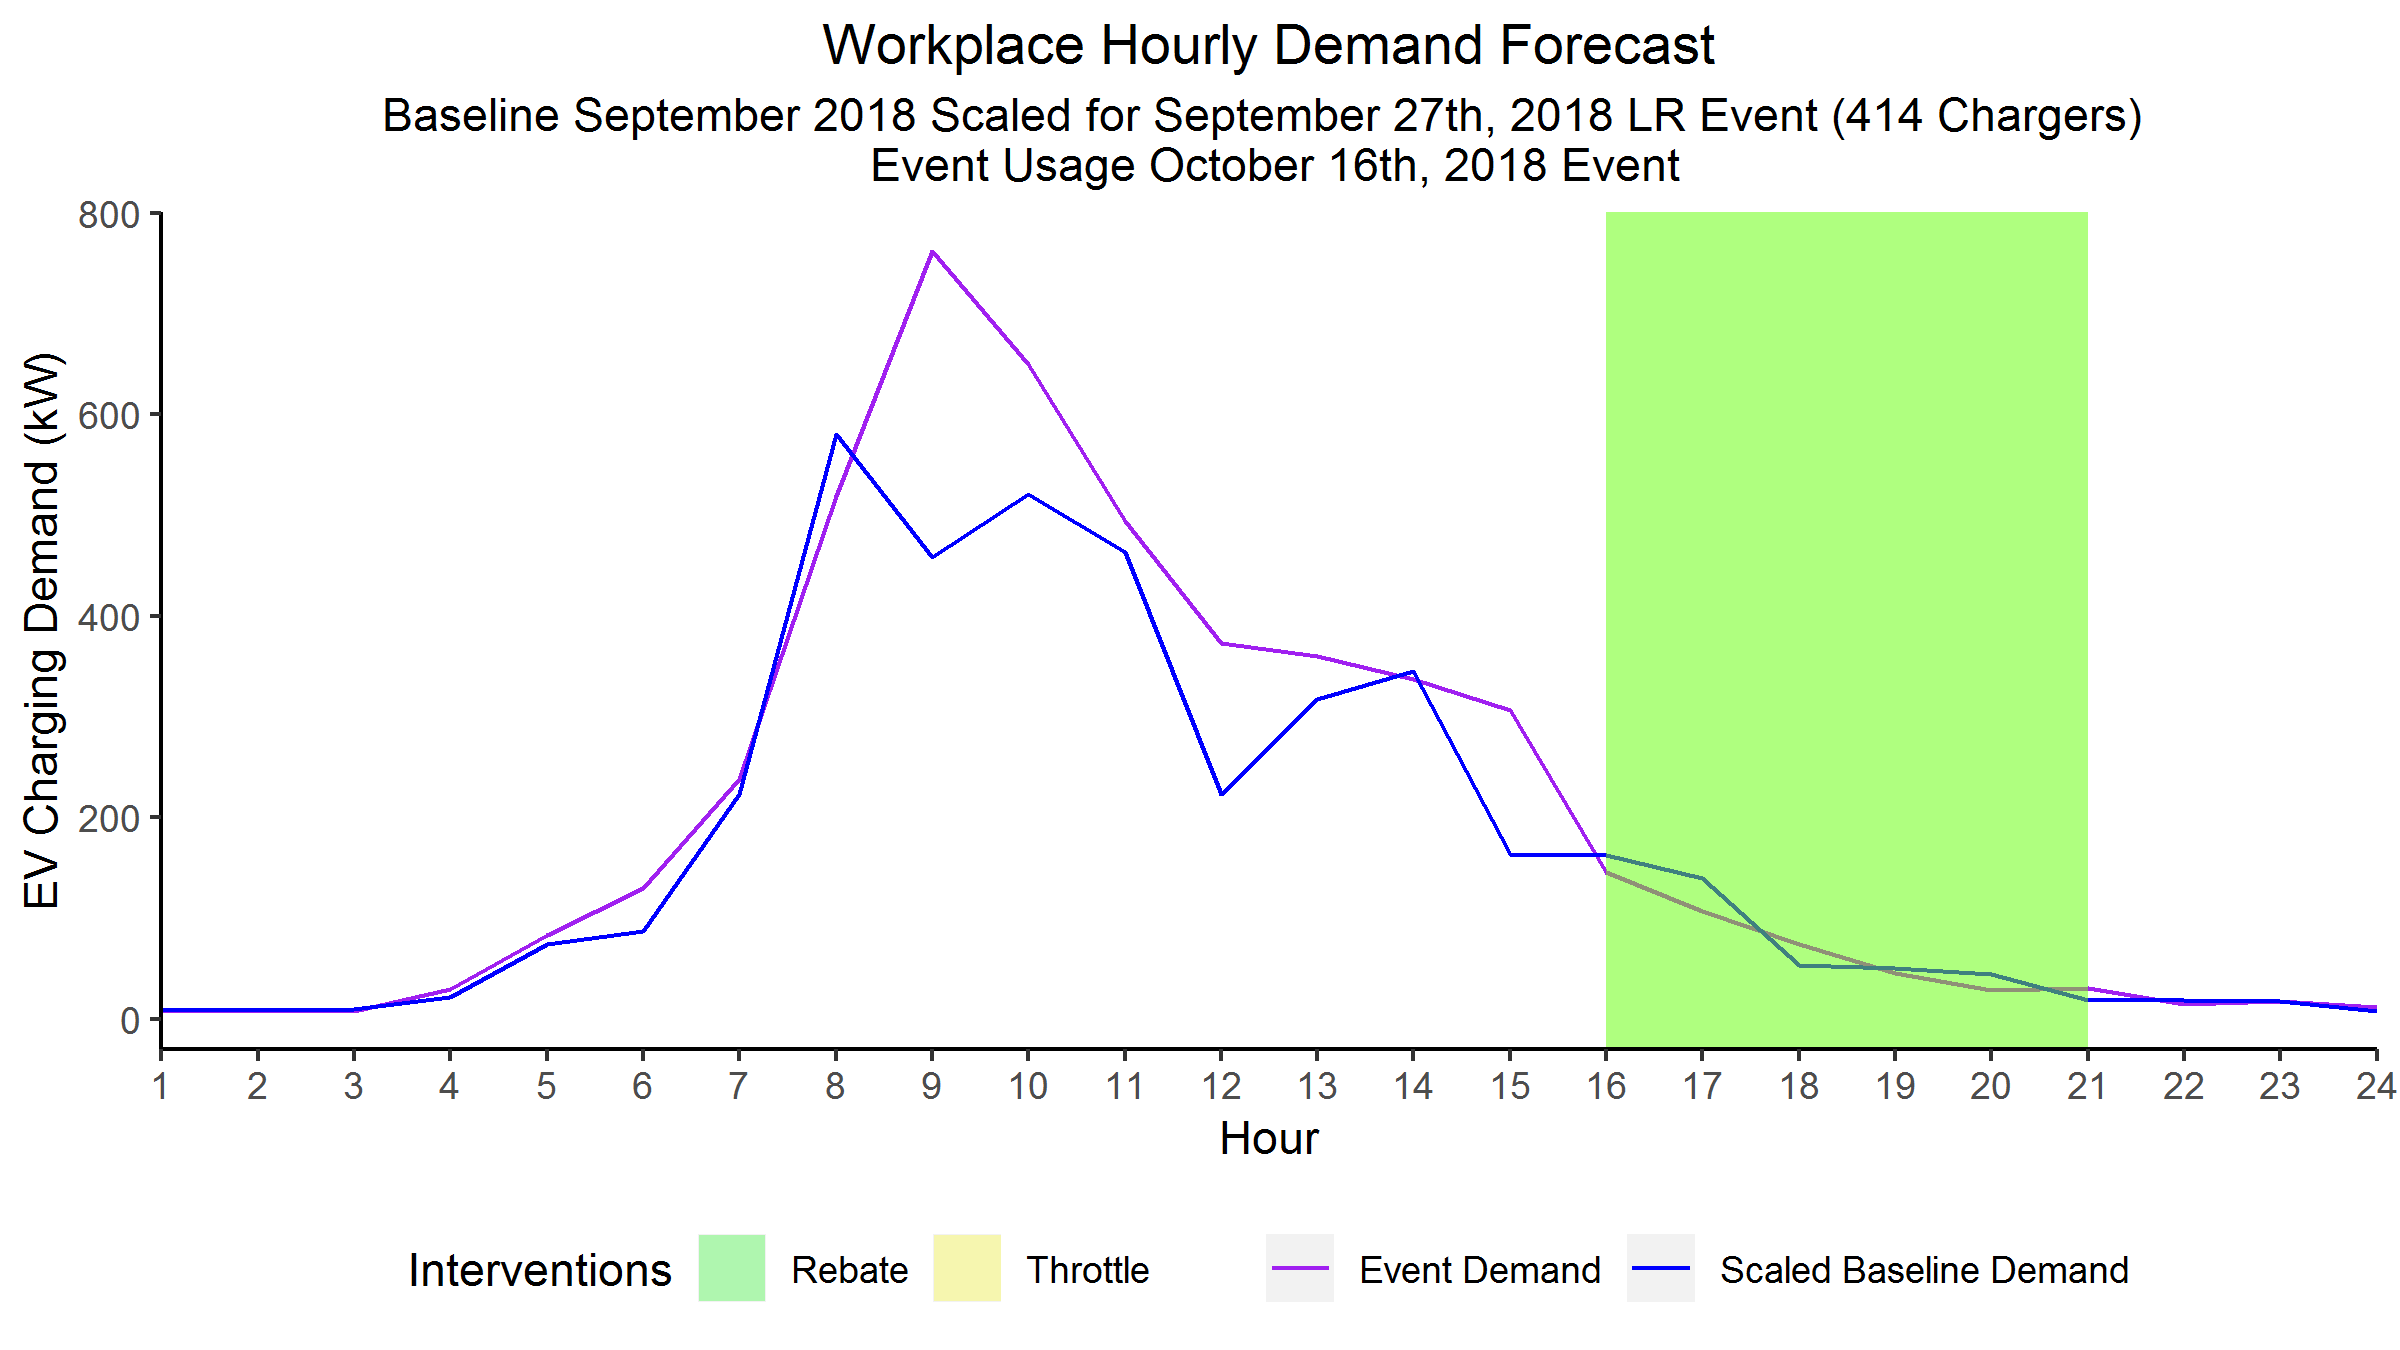 Workplace Hourly Demand Forecast
Baseline September 2018 Scaled for September 27th, 2018 LR Event (414 Chargers)
Event Usage October 16th, 2018 Event
EV Charging Demand (kW)
800
600
400
200
0
1 2 3 4 5 6 7 8 9 10 11 12 13 14 15 16 17 18 19 20 21 22 23 24
Hour
Interventions Rebate Throttle Event Demand Scaled Baseline Demand